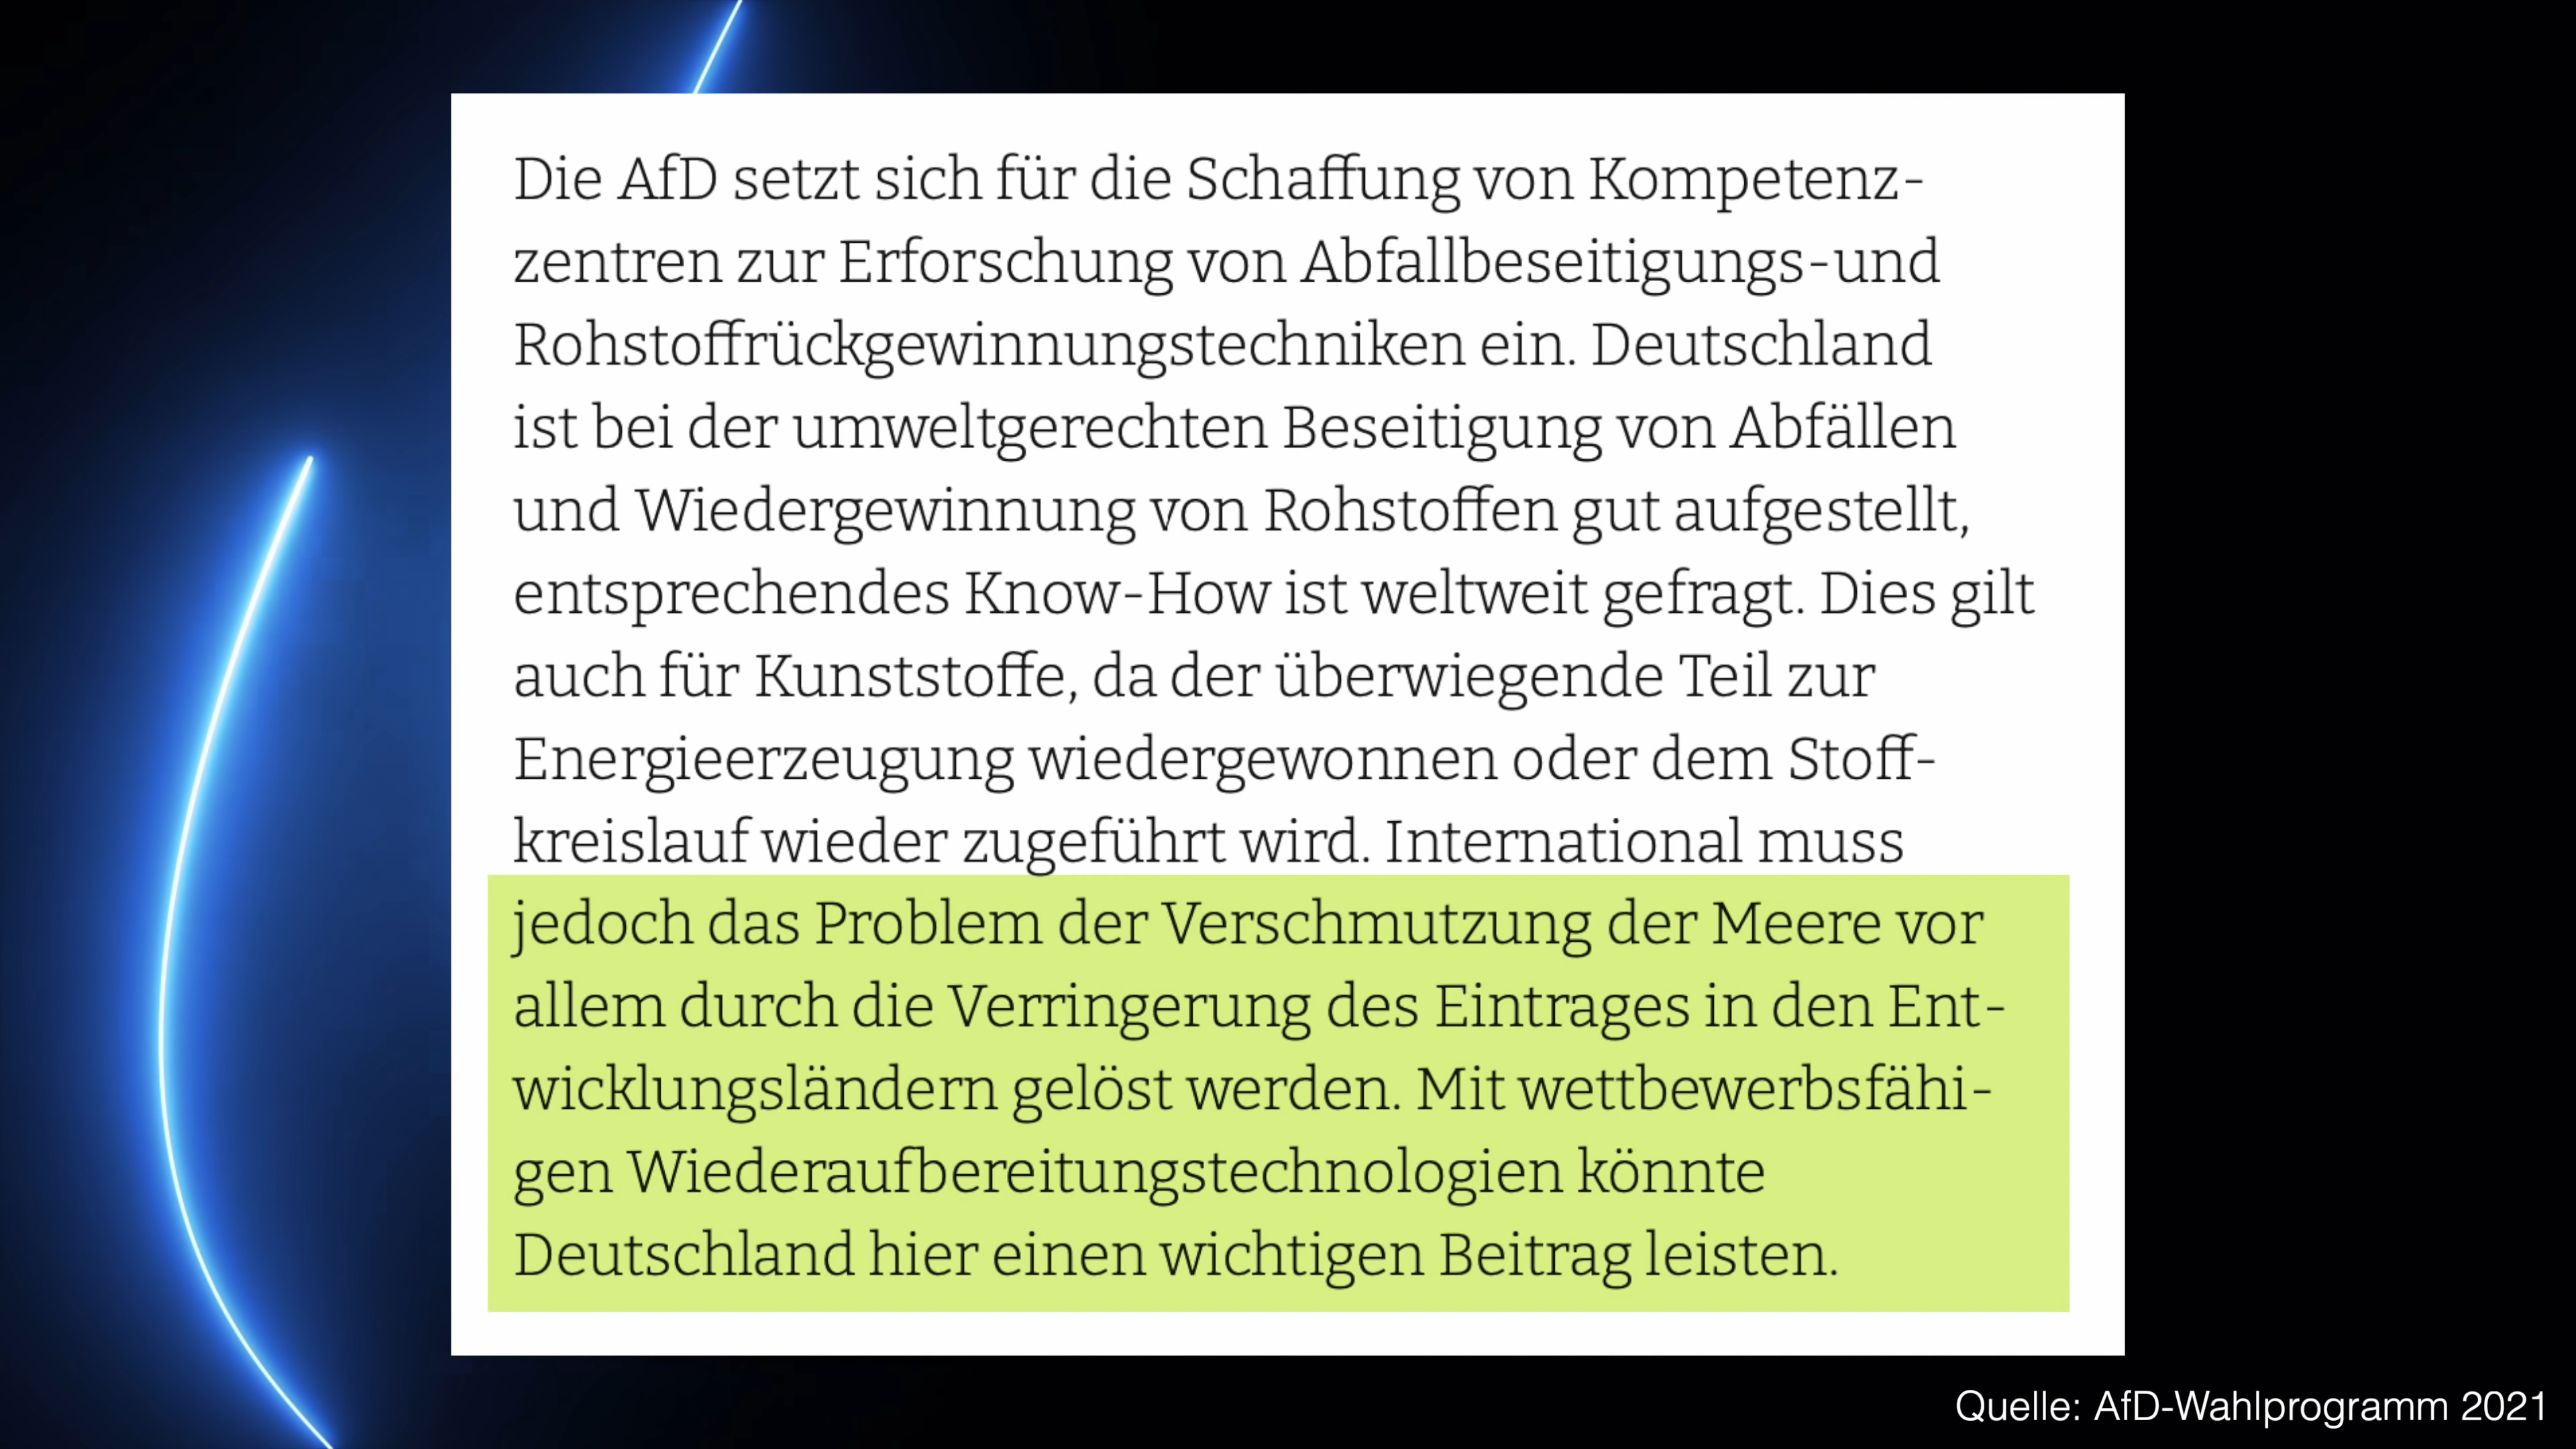 Die AfD setzt sich für die Schaffung von Kompetenz-
zentren zur Erforschung von Abfallbeseitigungs-und
Rohstoffrückgewinnungstechniken ein. Deutschland
ist bei der umweltgerechten Beseitigung von Abfällen
und Wiedergewinnung von Rohstoffen gut aufgestellt,
entsprechendes Know-How ist weltweit gefragt. Dies gilt
auch für Kunststoffe, da der überwiegende Teil zur
Energieerzeugung wiedergewonnen oder dem Stoff-
kreislauf wieder zugeführt wird. International muss
jedoch das Problem der Verschmutzung der Meere vor
allem durch die Verringerung des Eintrages in den Ent-
wicklungsländern gelöst werden. Mit wettbewerbsfähi-
gen Wiederaufbereitungstechnologien könnte
Deutschland hier einen wichtigen Beitrag leisten.
Quelle: AfD-Wahlprogramm 2021